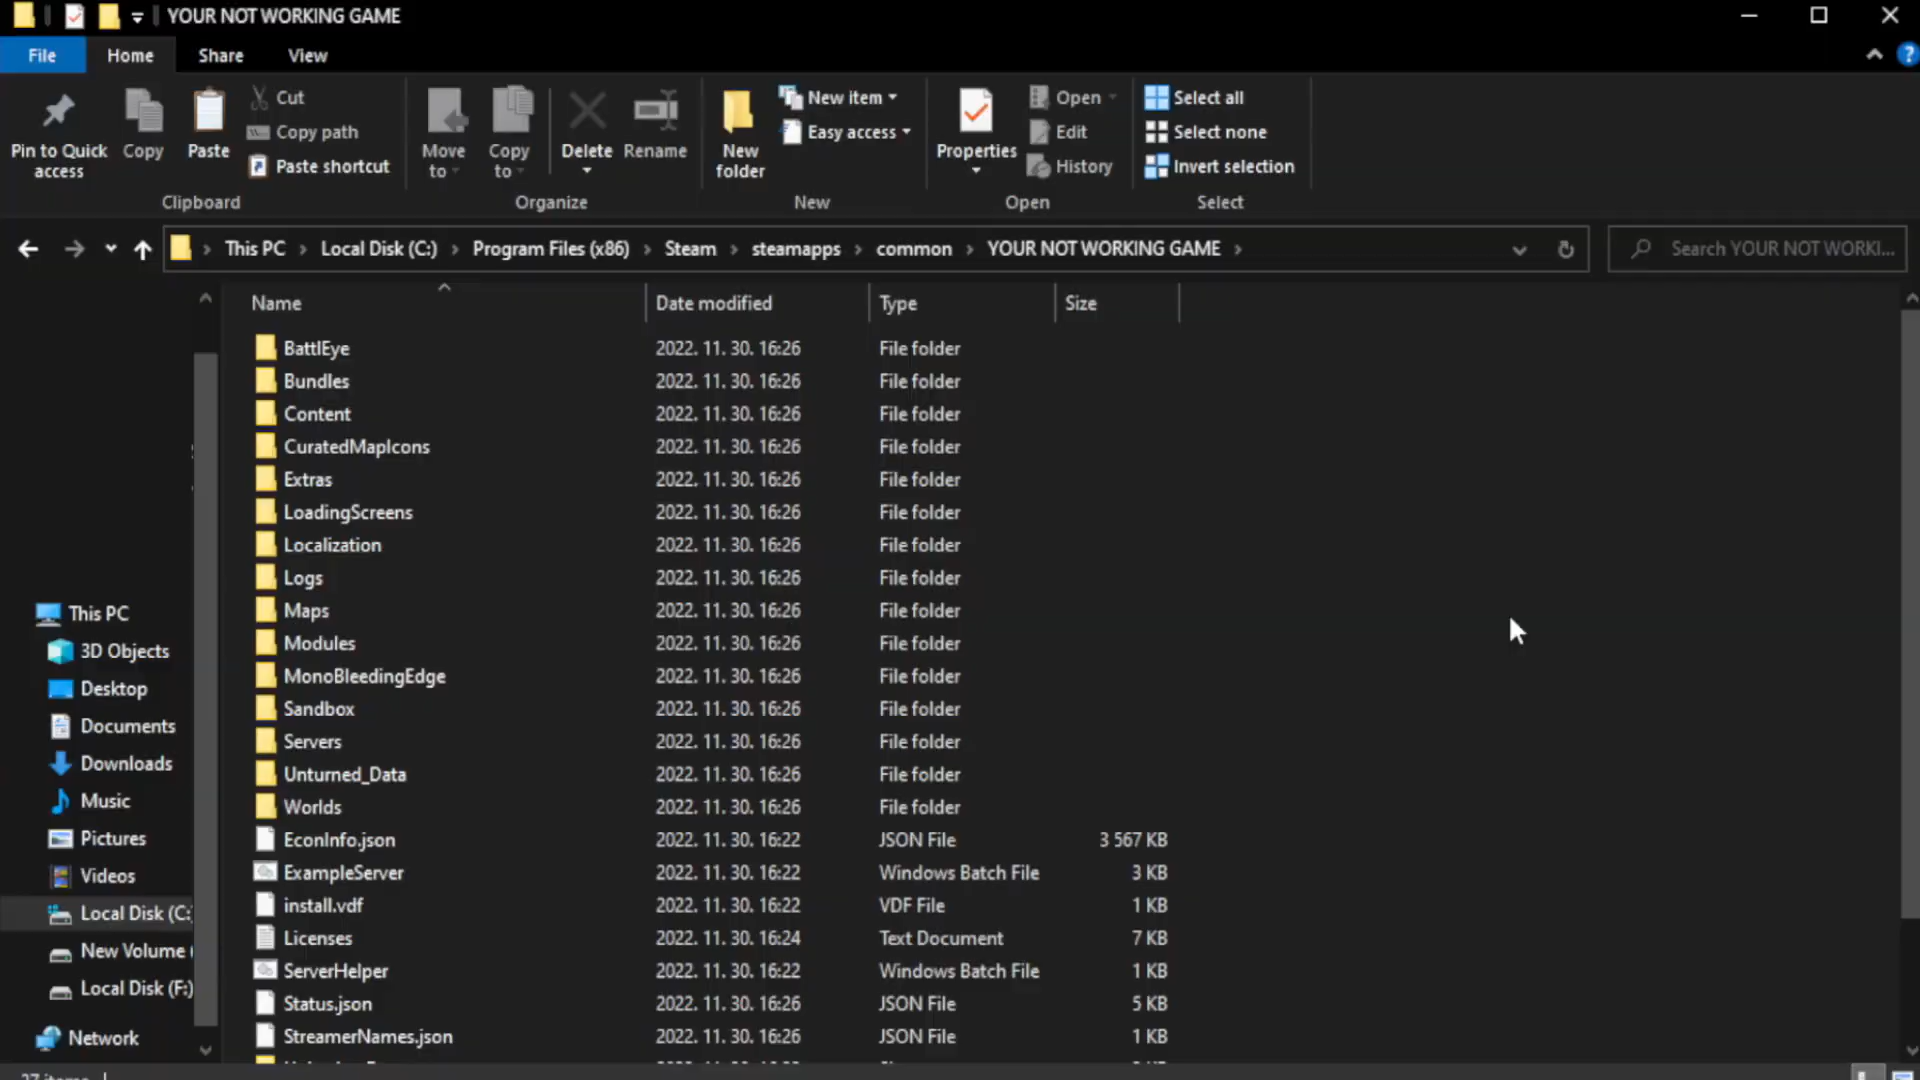 YOUR NOT WORKING GAME
File Home Share View
Pin to Quick access
Copy
Paste
Cut
Copy path
Paste shortcut
Move to
Copy to
Delete
Rename
New folder
New item
Easy access
Properties
Open
Edit
History
Select all
Select none
Invert selection
Clipboard Organize New Open Select
This PC Local Disk (C:) Program Files (x86) Steam steamapps common YOUR NOT WORKING GAME
Search YOUR NOT WORKI...
Name Date modified Type Size
BattlEye 2022. 11. 30. 16:26 File folder
Bundles 2022. 11. 30. 16:26 File folder
Content 2022. 11. 30. 16:26 File folder
CuratedMapIcons 2022. 11. 30. 16:26 File folder
Extras 2022. 11. 30. 16:26 File folder
LoadingScreens 2022. 11. 30. 16:26 File folder
Localization 2022. 11. 30. 16:26 File folder
Logs 2022. 11. 30. 16:26 File folder
Maps 2022. 11. 30. 16:26 File folder
Modules 2022. 11. 30. 16:26 File folder
MonoBleedingEdge 2022. 11. 30. 16:26 File folder
Sandbox 2022. 11. 30. 16:26 File folder
Servers 2022. 11. 30. 16:26 File folder
Unturned_Data 2022. 11. 30. 16:26 File folder
Worlds 2022. 11. 30. 16:26 File folder
EconInfo.json 2022. 11. 30. 16:22 JSON File 3 567 KB
ExampleServer 2022. 11. 30. 16:22 Windows Batch File 3 KB
install.vdf 2022. 11. 30. 16:22 VDF File 1 KB
Licenses 2022. 11. 30. 16:24 Text Document 7 KB
ServerHelper 2022. 11. 30. 16:22 Windows Batch File 1 KB
Status.json 2022. 11. 30. 16:26 JSON File 5 KB
StreamerNames.json 2022. 11. 30. 16:26 JSON File 1 KB
This PC
3D Objects
Desktop
Documents
Downloads
Music
Pictures
Videos
Local Disk (C:
New Volume (
Local Disk (F:)
Network